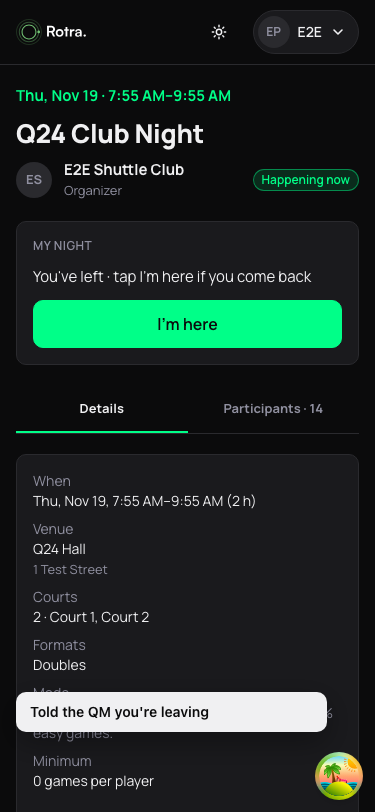 Rotra.
EP E2E
Thu, Nov 19 · 7:55 AM–9:55 AM
Q24 Club Night
ES
E2E Shuttle Club
Organizer
Happening now
MY NIGHT
You've left · tap I'm here if you come back
I'm here
Details
Participants · 14
When
Thu, Nov 19, 7:55 AM–9:55 AM (2 h)
Venue
Q24 Hall
1 Test Street
Courts
2 · Court 1, Court 2
Formats
Doubles
Told the QM you're leaving
%
easy games.
Minimum
0 games per player